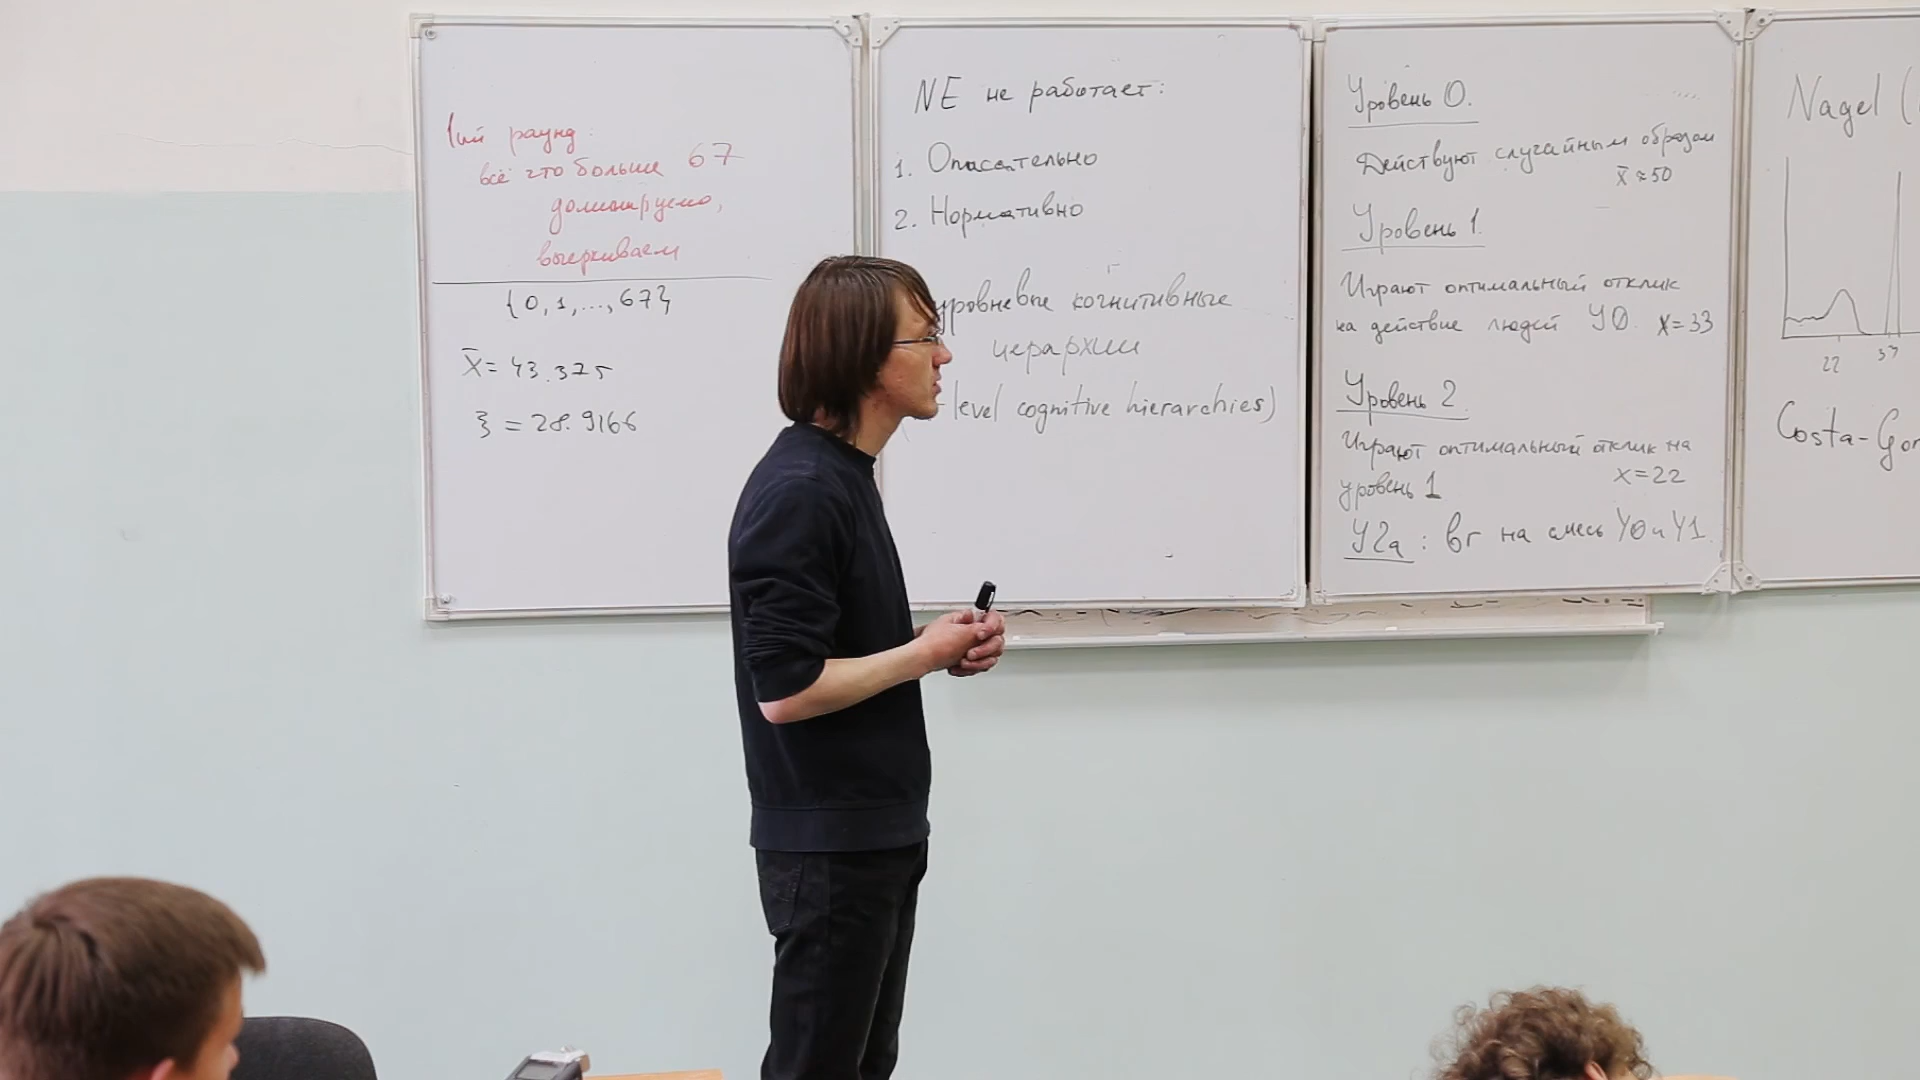 1ый раунд:
всё что больше 67
доминируемо,
вычеркиваем
{0, 1, ..., 67}
x̄ = 43.375
ξ = 28.9166
NE не работает:
1. Описательно
2. Нормативно
уровневые когнитивные
иерархии
-level cognitive hierarchies)
Уровень 0.
Действуют случайным образом
x̄ ≈ 50
Уровень 1.
Играют оптимальный отклик
на действие людей У0. x=33
Уровень 2.
Играют оптимальный отклик на
уровень 1 x=22
У2а : br на смесь У0 и У1.
Nagel (
22
Costa-Go